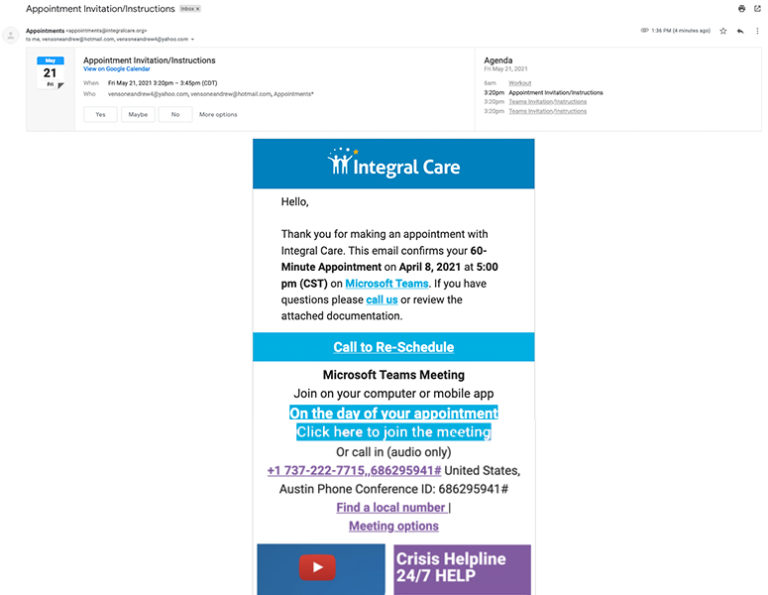 Appointment Invitation/Instructions Inbox x
Appointments <appointments@integralcare.org>
1:36 PM (4 minutes ago)
to me, vensoneandrew@hotmail.com, vensoneandrew4@yahoo.com
May
21
Fri
Appointment Invitation/Instructions
View on Google Calendar
When Fri May 21, 2021 3:20pm – 3:45pm (CDT)
Who vensoneandrew4@yahoo.com, vensoneandrew@hotmail.com, Appointments*
Yes Maybe No More options
Agenda
Fri May 21, 2021
6am Workout
3:20pm Appointment Invitation/Instructions
3:20pm Teams Invitation/Instructions
3:20pm Teams Invitation/Instructions
Integral Care
Hello,
Thank you for making an appointment with
Integral Care. This email confirms your 60-
Minute Appointment on April 8, 2021 at 5:00
pm (CST) on Microsoft Teams. If you have
questions please call us or review the
attached documentation.
Call to Re-Schedule
Microsoft Teams Meeting
Join on your computer or mobile app
On the day of your appointment
Click here to join the meeting
Or call in (audio only)
+1 737-222-7715,,686295941# United States,
Austin Phone Conference ID: 686295941#
Find a local number |
Meeting options
Crisis Helpline
24/7 HELP